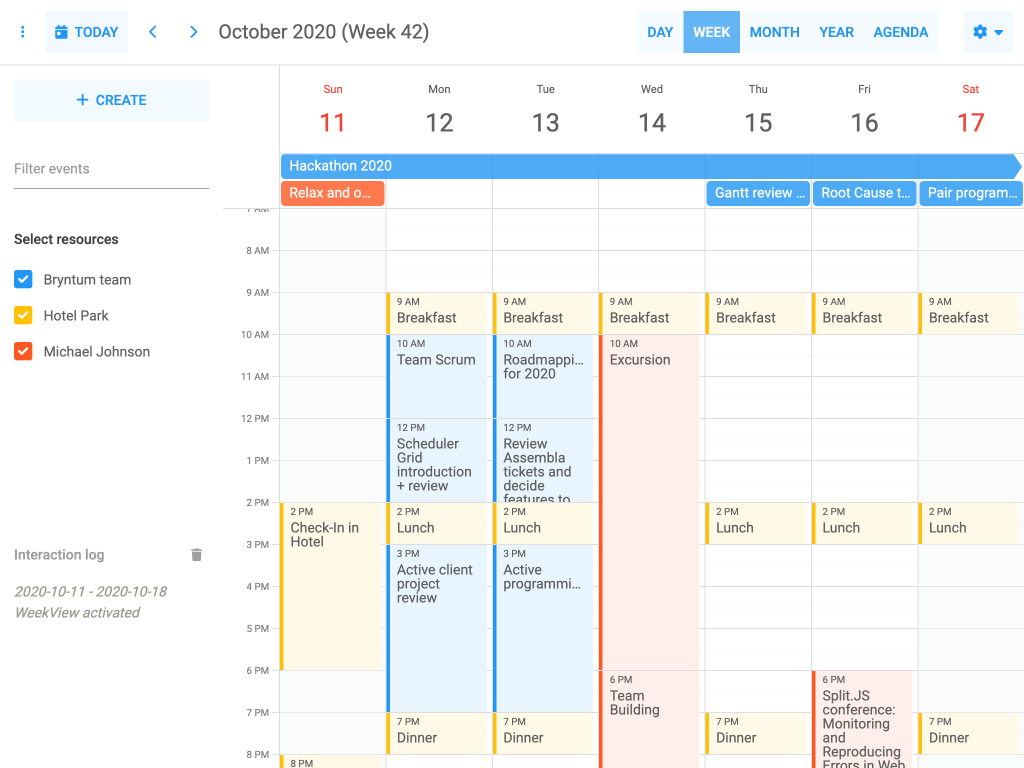 TODAY
October 2020 (Week 42)
DAY
WEEK
MONTH
YEAR
AGENDA
+ CREATE
Filter events
Select resources
Bryntum team
Hotel Park
Michael Johnson
Interaction log
2020-10-11 - 2020-10-18
WeekView activated
Sun
11
Mon
12
Tue
13
Wed
14
Thu
15
Fri
16
Sat
17
Hackathon 2020
Relax and o...
Gantt review ...
Root Cause t...
Pair program...
7 AM
8 AM
9 AM
10 AM
11 AM
12 PM
1 PM
2 PM
3 PM
4 PM
5 PM
6 PM
7 PM
8 PM
2 PM
Check-In in
Hotel
8 PM
9 AM
Breakfast
10 AM
Team Scrum
12 PM
Scheduler
Grid
introduction
+ review
2 PM
Lunch
3 PM
Active client
project
review
7 PM
Dinner
9 AM
Breakfast
10 AM
Roadmappi...
for 2020
12 PM
Review
Assembla
tickets and
decide
features to
2 PM
Lunch
3 PM
Active
programmi...
7 PM
Dinner
9 AM
Breakfast
10 AM
Excursion
6 PM
Team
Building
9 AM
Breakfast
2 PM
Lunch
7 PM
Dinner
9 AM
Breakfast
2 PM
Lunch
6 PM
Split.JS
conference:
Monitoring
and
Reproducing
Errors in Web
9 AM
Breakfast
2 PM
Lunch
7 PM
Dinner